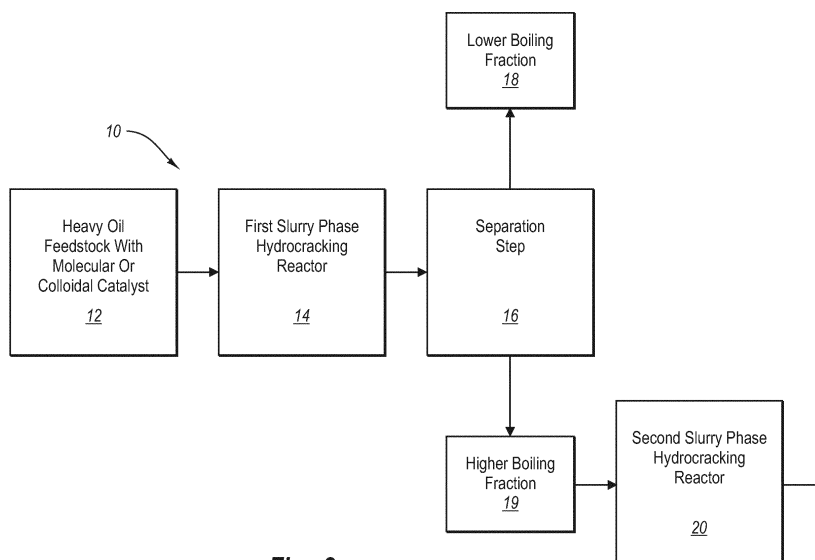 Lower Boiling
Fraction
18
10
Heavy Oil
Feedstock With
Molecular Or
Colloidal Catalyst
12
First Slurry Phase
Hydrocracking
Reactor
14
Separation
Step
16
Higher Boiling
Fraction
19
Second Slurry Phase
Hydrocracking
Reactor
20